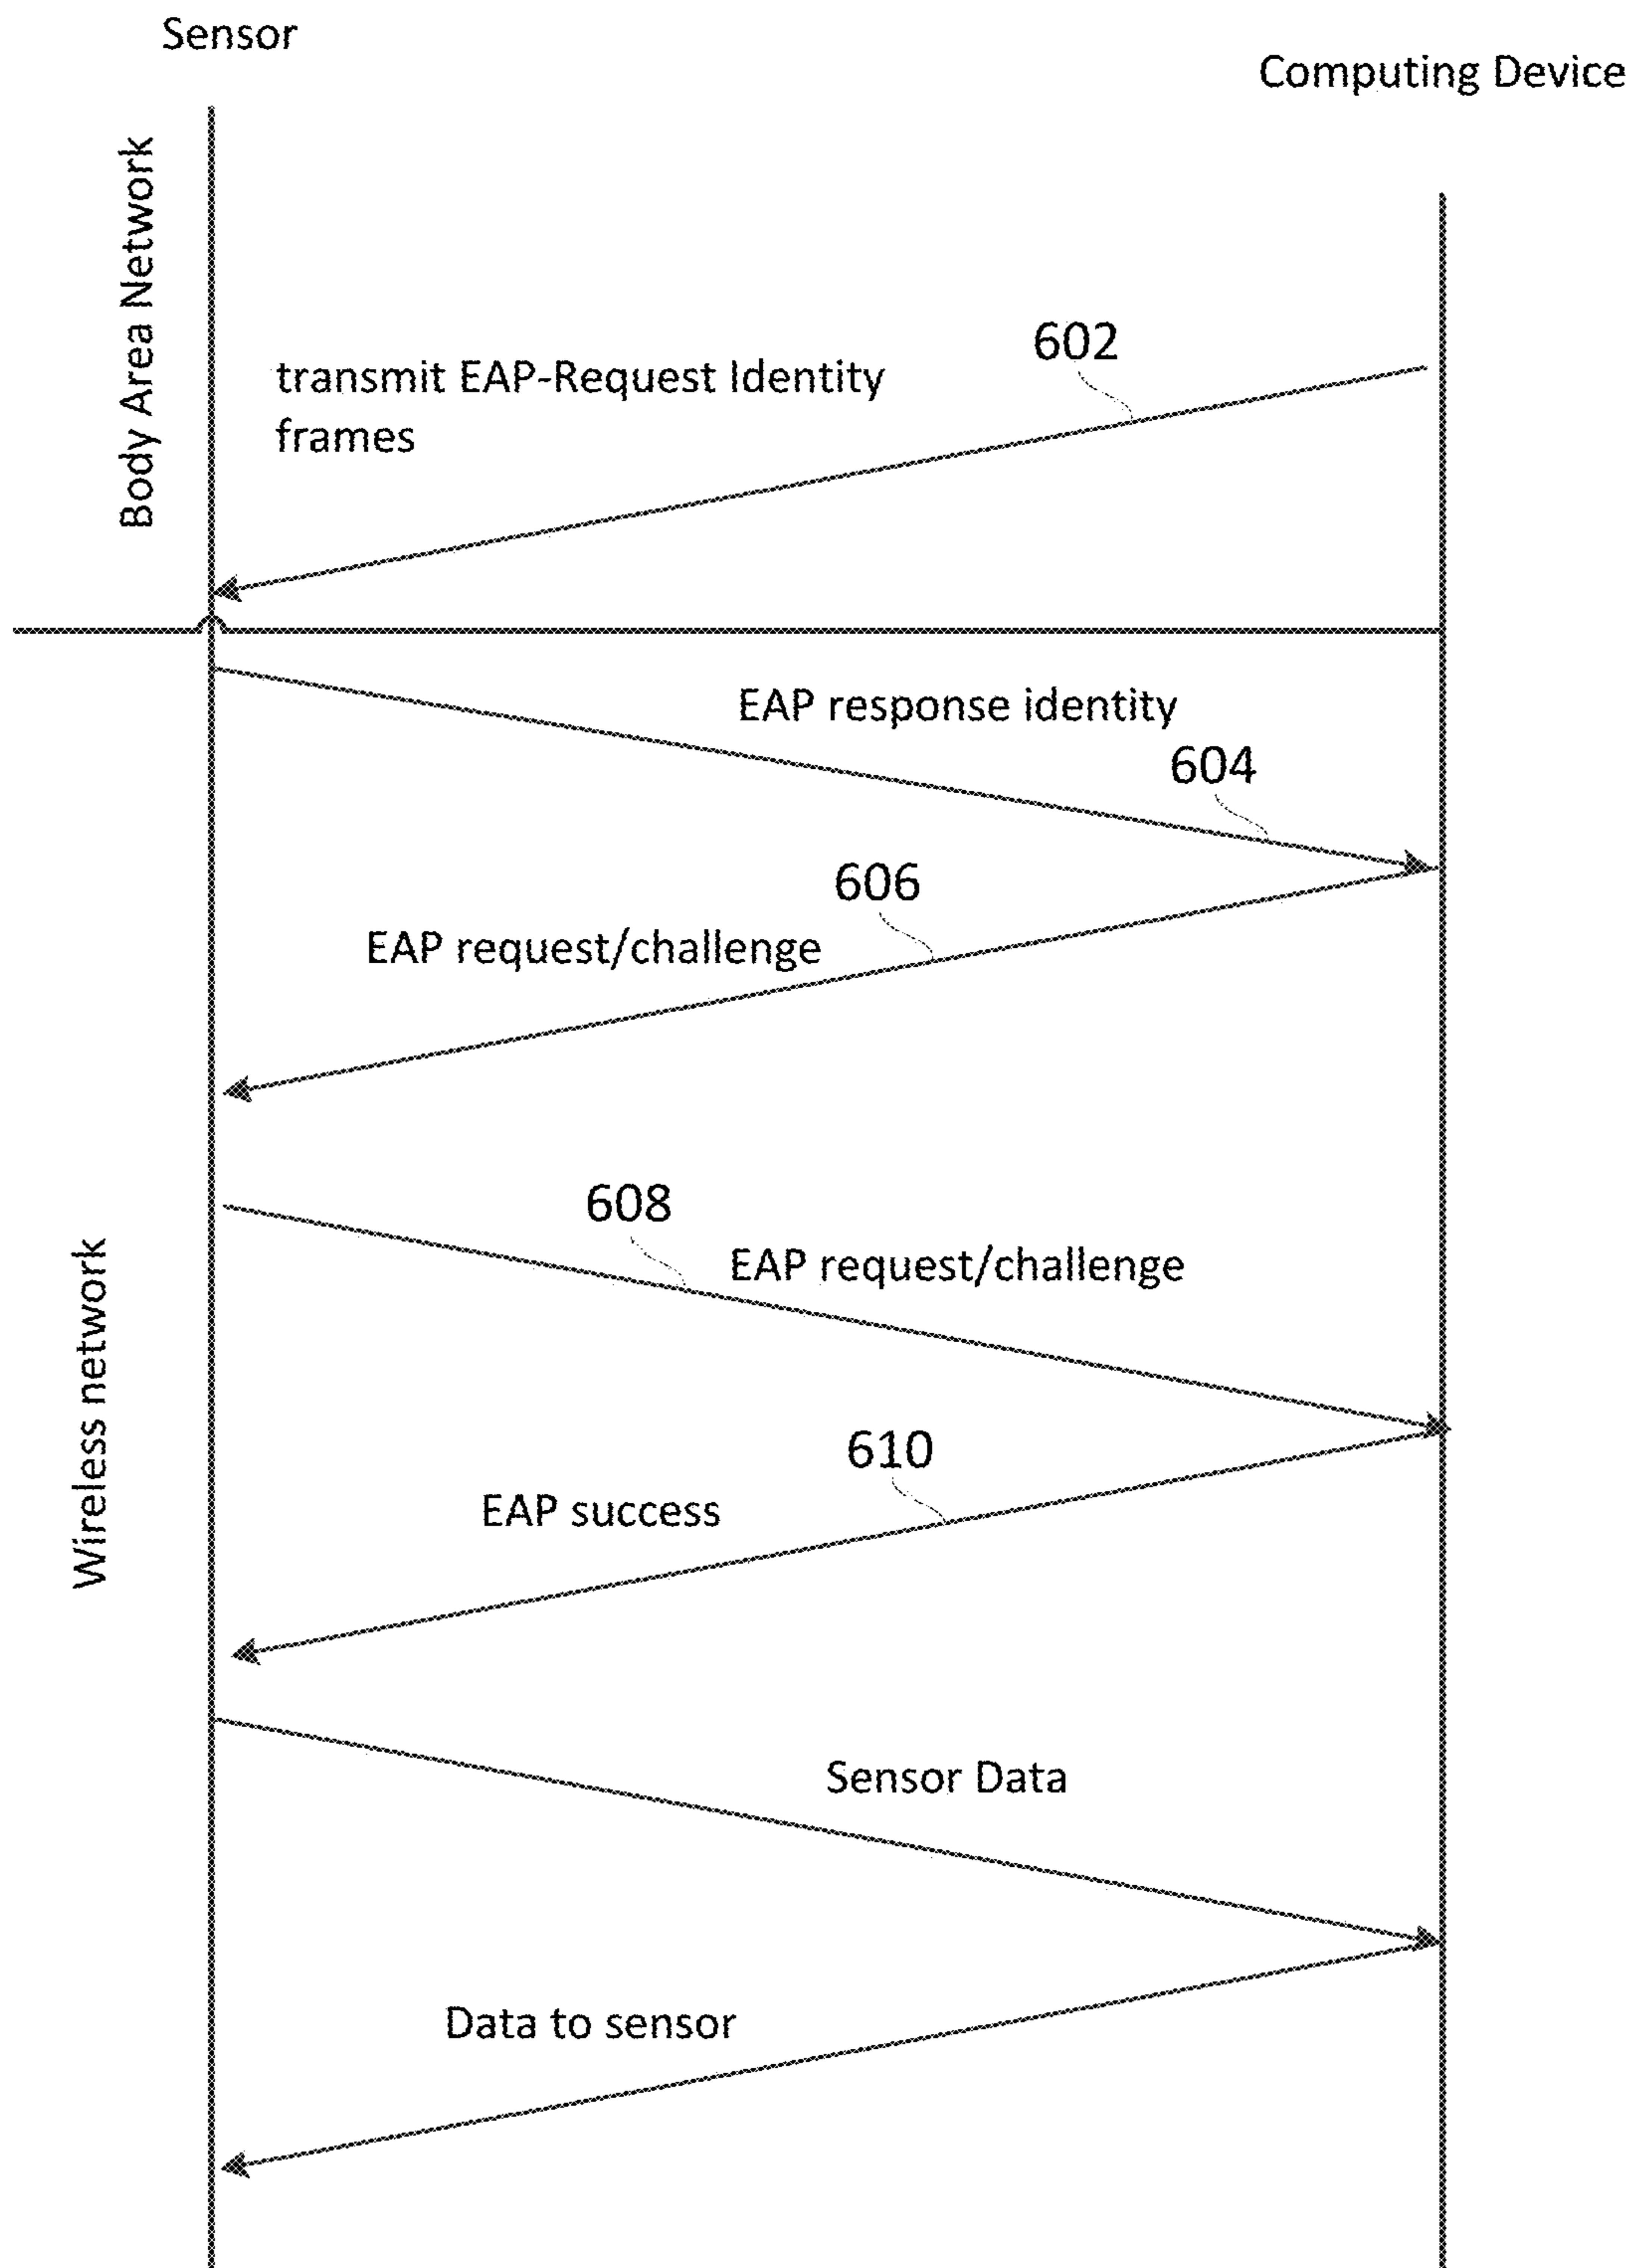 Sensor
Computing Device
Body Area Network
602
transmit EAP-Request Identity
frames
EAP response identity
604
606
EAP request/challenge
608
EAP request/challenge
Wireless network
610
EAP success
Sensor Data
Data to sensor